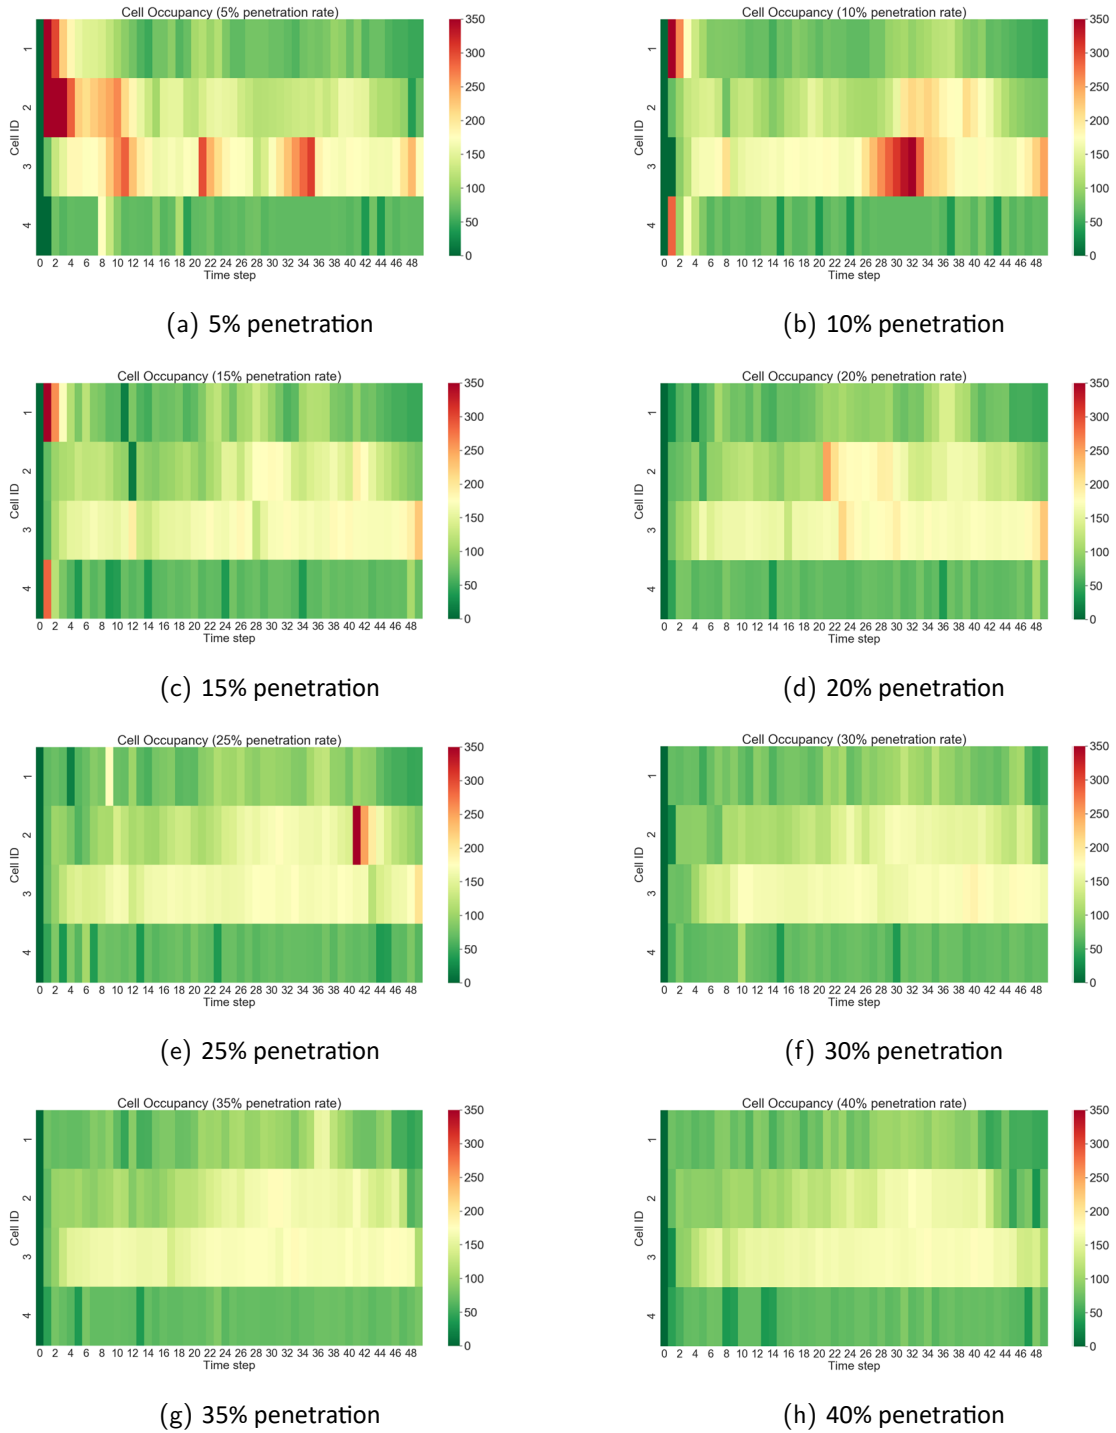 Cell Occupancy (5% penetration rate)
Cell ID
1
2
3
4
0 2 4 6 8 10 12 14 16 18 20 22 24 26 28 30 32 34 36 38 40 42 44 46 48
Time step
350
300
250
200
150
100
50
0
(a) 5% penetration
Cell Occupancy (10% penetration rate)
Cell ID
1
2
3
4
0 2 4 6 8 10 12 14 16 18 20 22 24 26 28 30 32 34 36 38 40 42 44 46 48
Time step
350
300
250
200
150
100
50
0
(b) 10% penetration
Cell Occupancy (15% penetration rate)
Cell ID
1
2
3
4
0 2 4 6 8 10 12 14 16 18 20 22 24 26 28 30 32 34 36 38 40 42 44 46 48
Time step
350
300
250
200
150
100
50
0
(c) 15% penetration
Cell Occupancy (20% penetration rate)
Cell ID
1
2
3
4
0 2 4 6 8 10 12 14 16 18 20 22 24 26 28 30 32 34 36 38 40 42 44 46 48
Time step
350
300
250
200
150
100
50
0
(d) 20% penetration
Cell Occupancy (25% penetration rate)
Cell ID
1
2
3
4
0 2 4 6 8 10 12 14 16 18 20 22 24 26 28 30 32 34 36 38 40 42 44 46 48
Time step
350
300
250
200
150
100
50
0
(e) 25% penetration
Cell Occupancy (30% penetration rate)
Cell ID
1
2
3
4
0 2 4 6 8 10 12 14 16 18 20 22 24 26 28 30 32 34 36 38 40 42 44 46 48
Time step
350
300
250
200
150
100
50
0
(f) 30% penetration
Cell Occupancy (35% penetration rate)
Cell ID
1
2
3
4
0 2 4 6 8 10 12 14 16 18 20 22 24 26 28 30 32 34 36 38 40 42 44 46 48
Time step
350
300
250
200
150
100
50
0
(g) 35% penetration
Cell Occupancy (40% penetration rate)
Cell ID
1
2
3
4
0 2 4 6 8 10 12 14 16 18 20 22 24 26 28 30 32 34 36 38 40 42 44 46 48
Time step
350
300
250
200
150
100
50
0
(h) 40% penetration